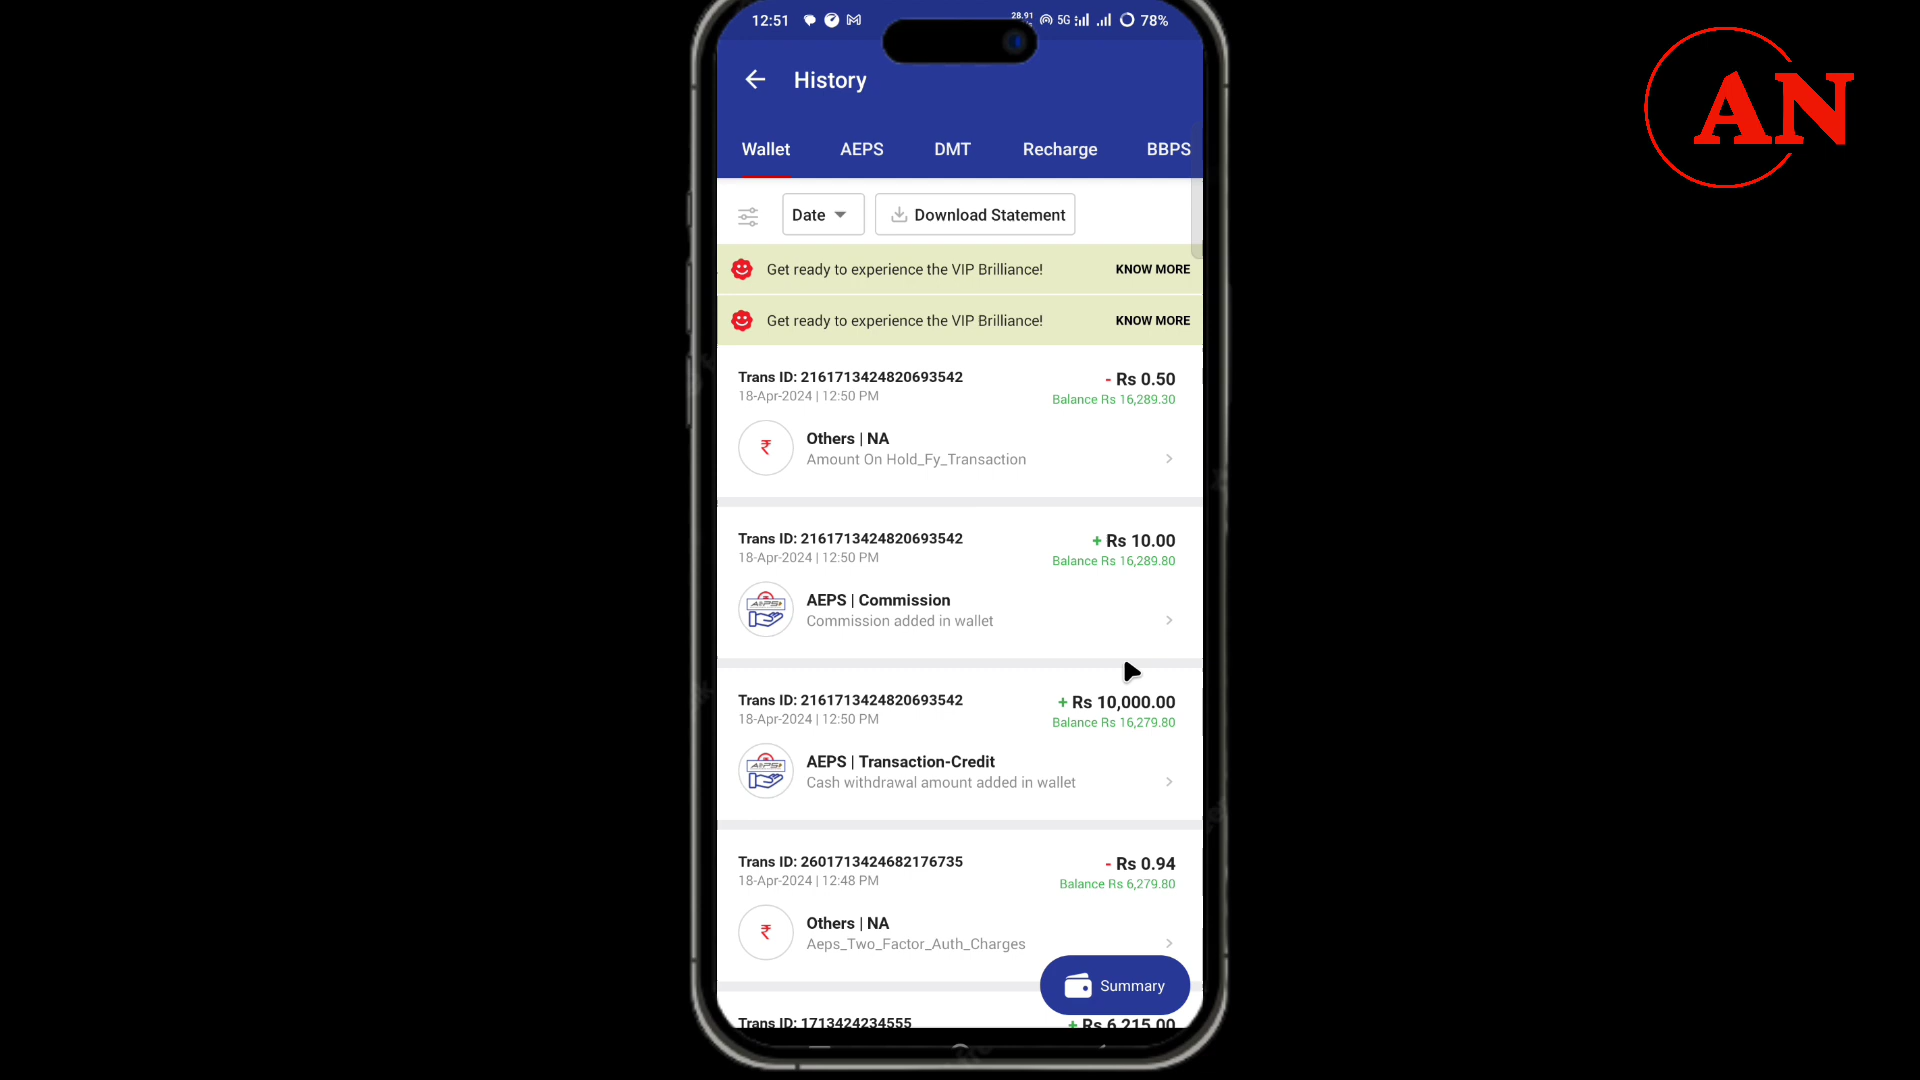 12:51
28.91
5G
78%
AN
History
Wallet AEPS DMT Recharge BBPS
Date Download Statement
Get ready to experience the VIP Brilliance! KNOW MORE
Get ready to experience the VIP Brilliance! KNOW MORE
Trans ID: 2161713424820693542 - Rs 0.50
18-Apr-2024 | 12:50 PM Balance Rs 16,289.30
₹ Others | NA
Amount On Hold_Fy_Transaction
Trans ID: 2161713424820693542 + Rs 10.00
18-Apr-2024 | 12:50 PM Balance Rs 16,289.80
AEPS AEPS | Commission
Commission added in wallet
Trans ID: 2161713424820693542 + Rs 10,000.00
18-Apr-2024 | 12:50 PM Balance Rs 16,279.80
AEPS AEPS | Transaction-Credit
Cash withdrawal amount added in wallet
Trans ID: 2601713424682176735 - Rs 0.94
18-Apr-2024 | 12:48 PM Balance Rs 6,279.80
₹ Others | NA
Aeps_Two_Factor_Auth_Charges
Summary
Trans ID: 1713424234555 + Rs 6,215.00